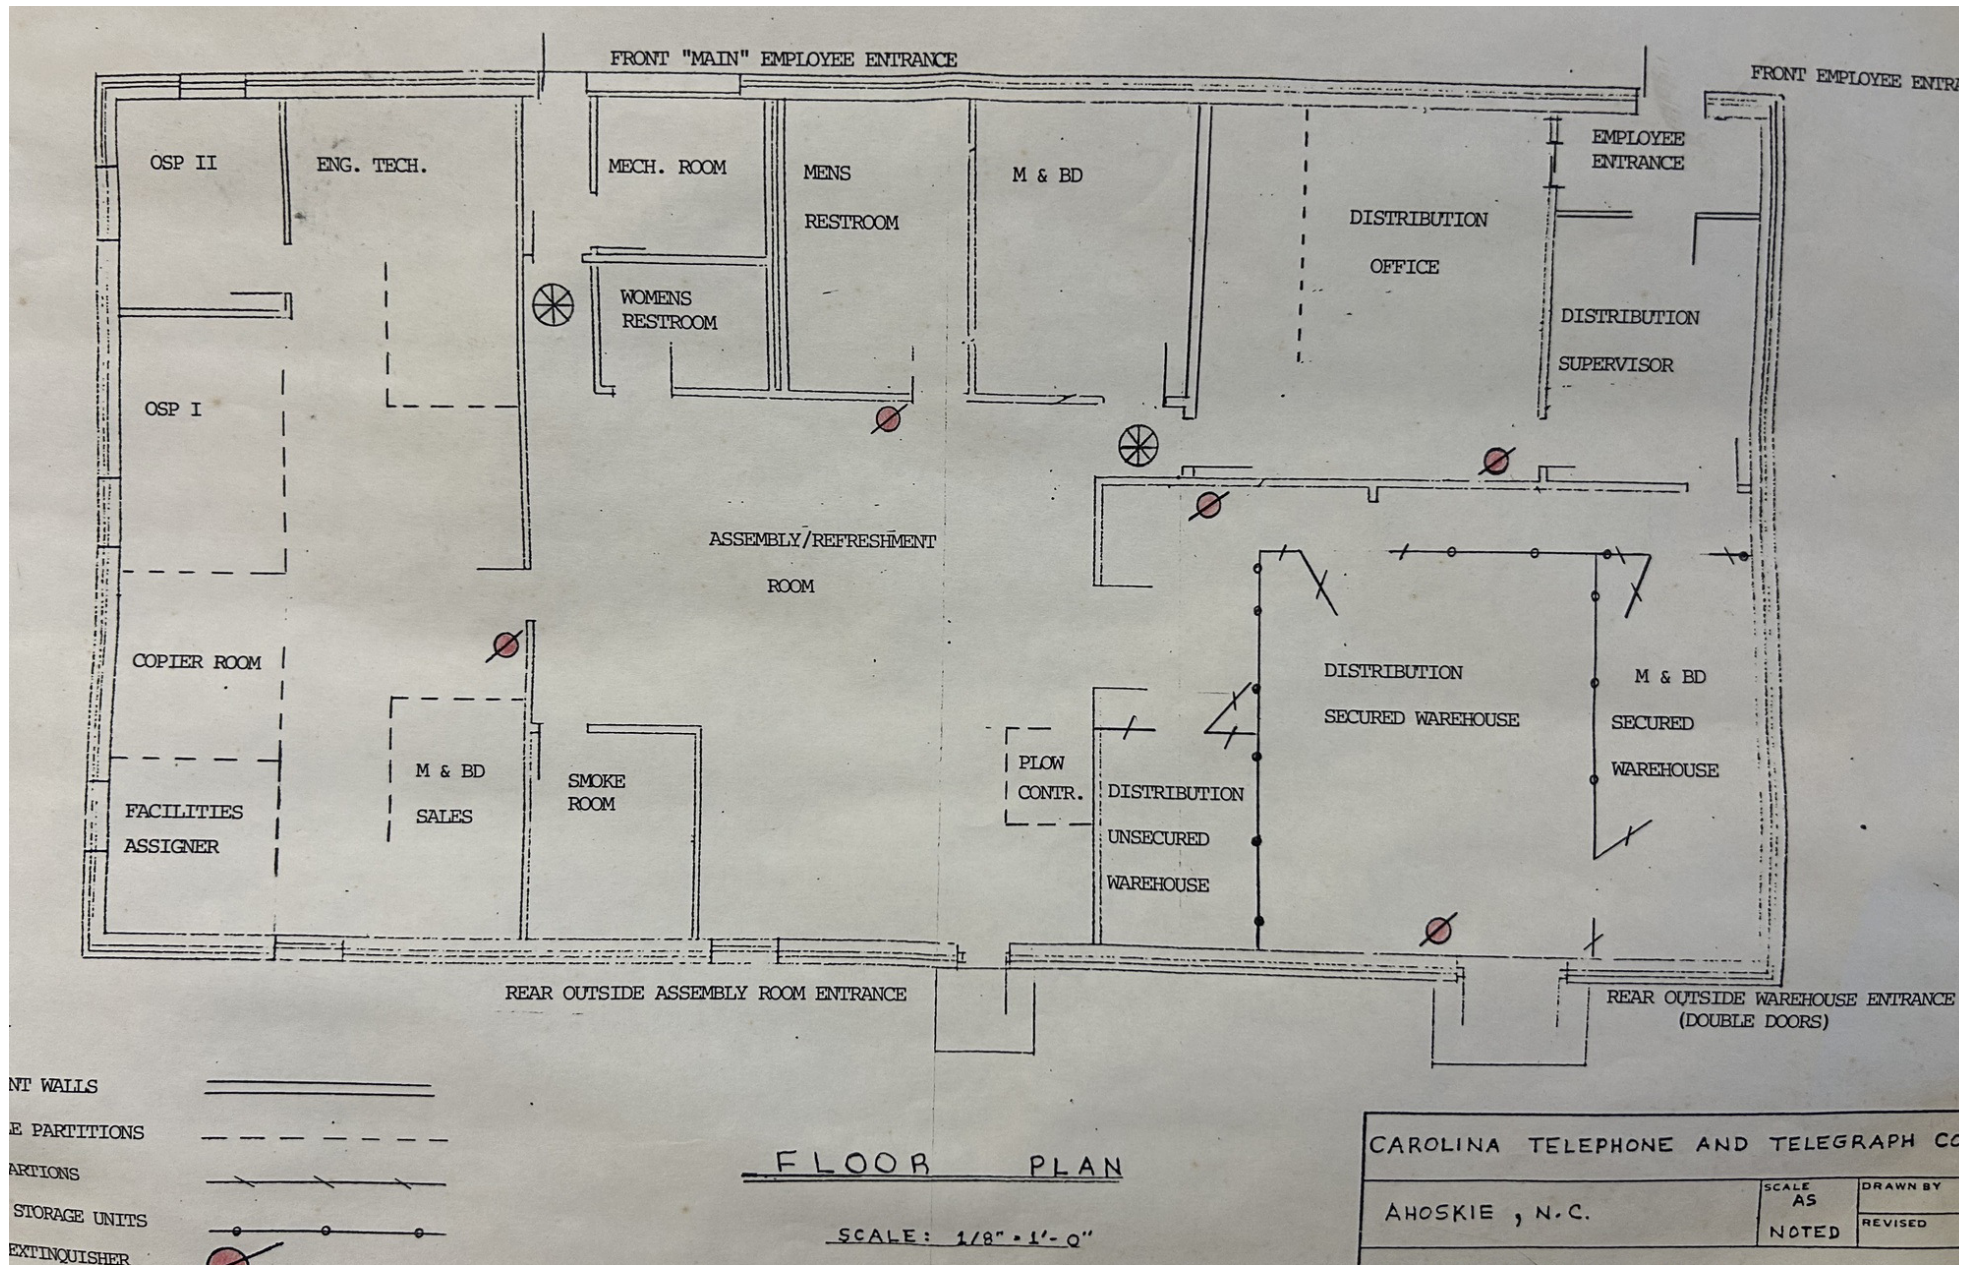 FRONT "MAIN" EMPLOYEE ENTRANCE
FRONT EMPLOYEE ENTRA
OSP II
ENG. TECH.
MECH. ROOM
MENS
RESTROOM
M & BD
EMPLOYEE
ENTRANCE
DISTRIBUTION
OFFICE
WOMENS
RESTROOM
DISTRIBUTION
SUPERVISOR
OSP I
ASSEMBLY/REFRESHMENT
ROOM
COPIER ROOM
DISTRIBUTION
SECURED WAREHOUSE
M & BD
SECURED
WAREHOUSE
M & BD
SALES
SMOKE
ROOM
PLOW
CONTR.
DISTRIBUTION
UNSECURED
WAREHOUSE
FACILITIES
ASSIGNER
REAR OUTSIDE ASSEMBLY ROOM ENTRANCE
REAR OUTSIDE WAREHOUSE ENTRANCE
(DOUBLE DOORS)
NT WALLS
E PARTITIONS
ARTIONS
STORAGE UNITS
EXTINQUISHER
FLOOR PLAN
SCALE: 1/8" = 1'-0"
CAROLINA TELEPHONE AND TELEGRAPH CO
AHOSKIE, N.C.
SCALE
AS
NOTED
DRAWN BY
REVISED